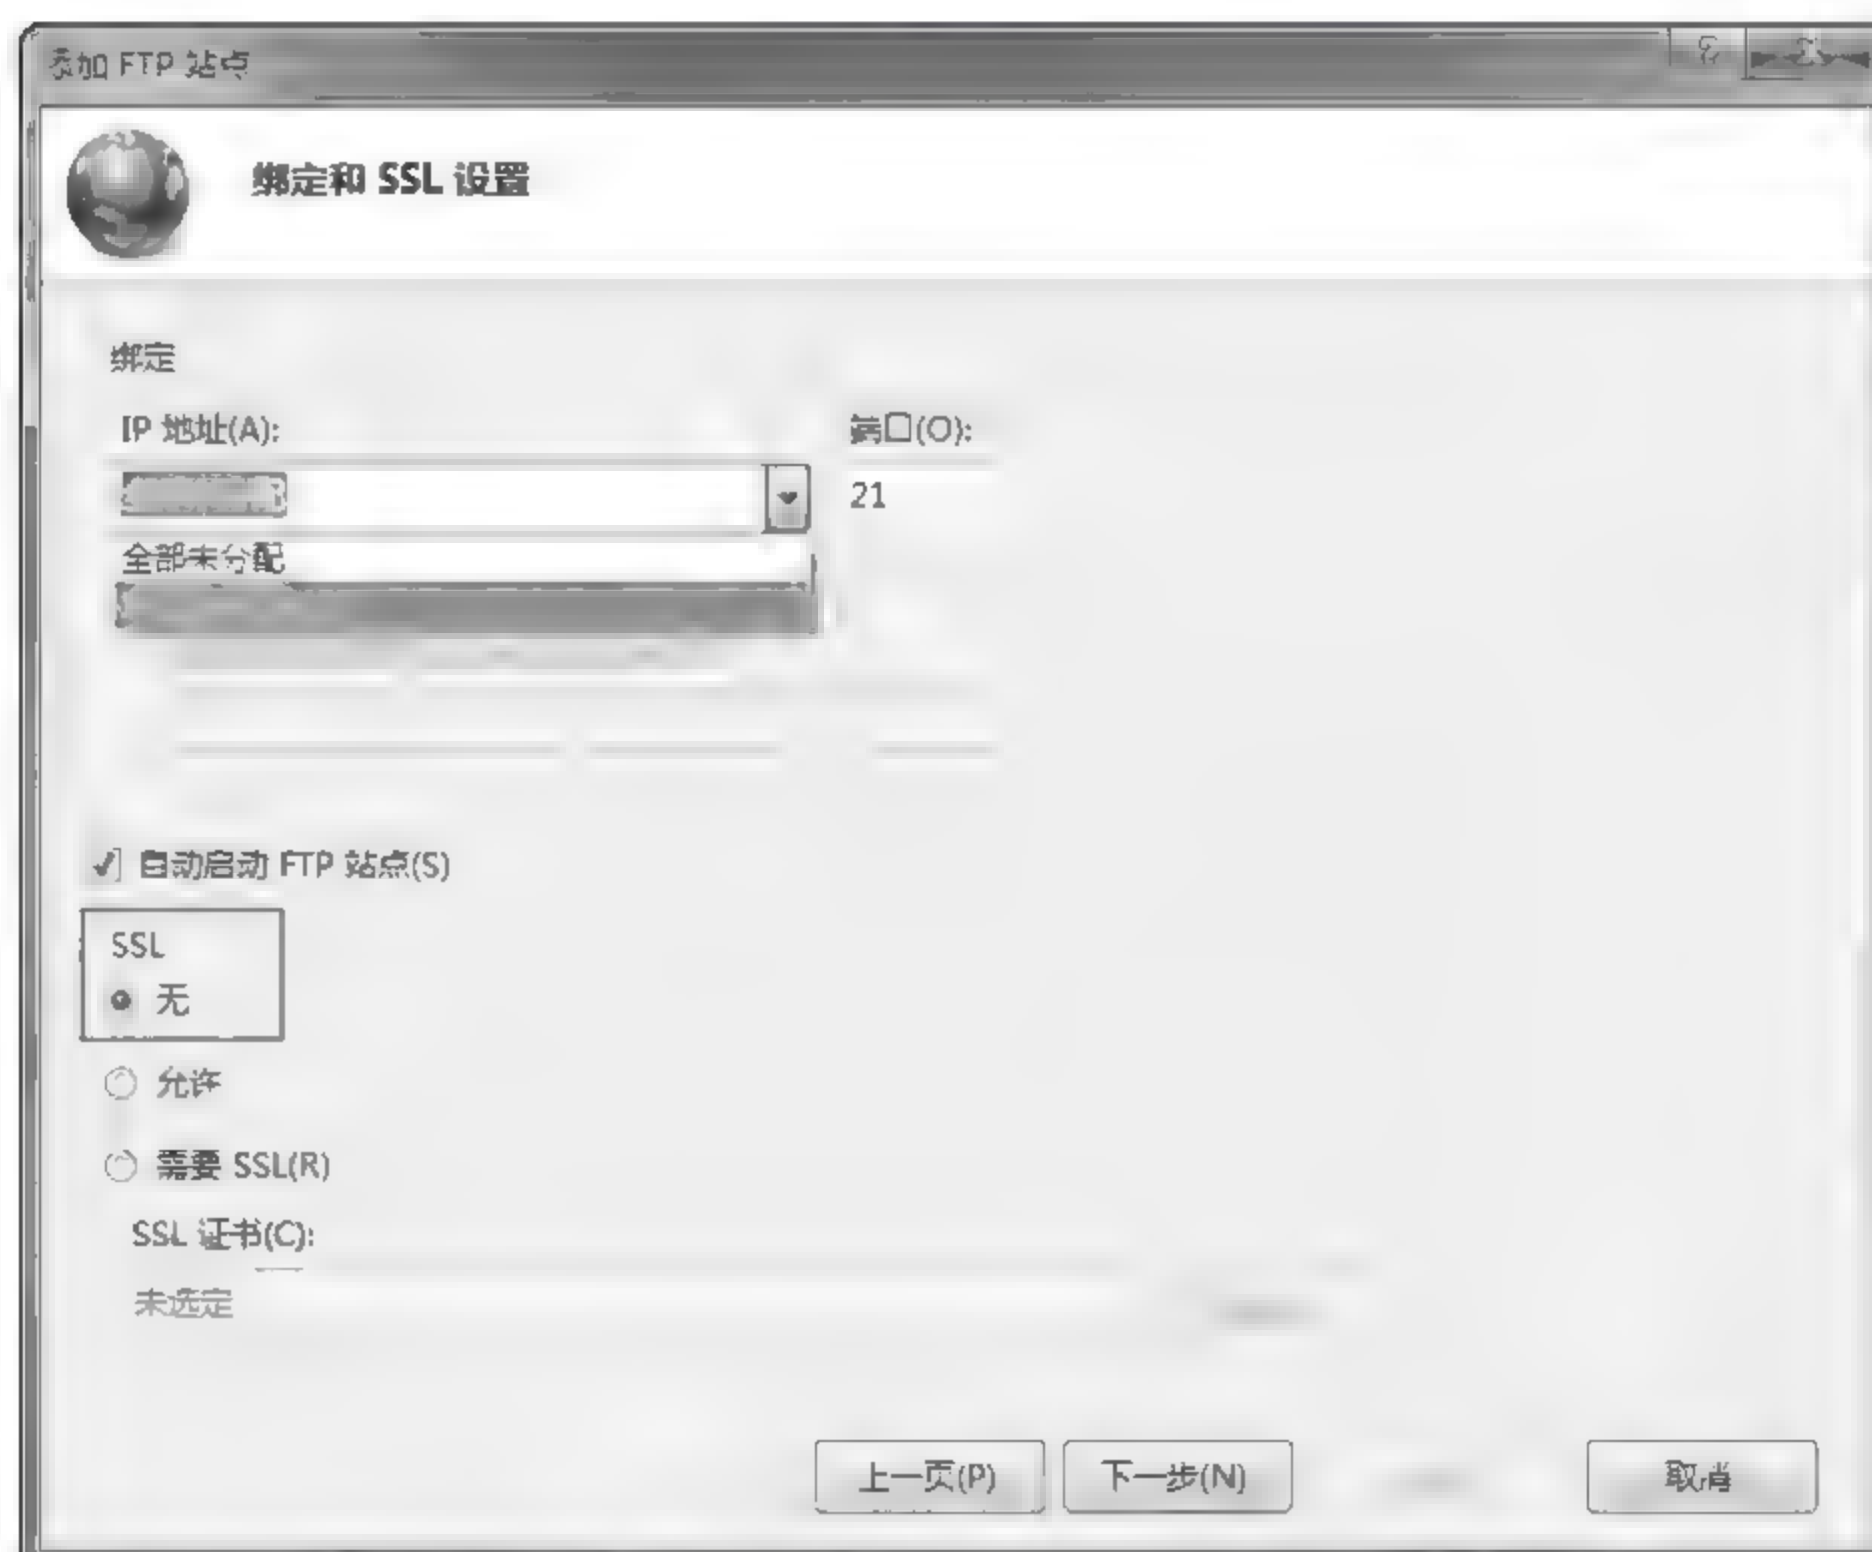 添加 FTP 站点
绑定和 SSL 设置
绑定
IP 地址(A):
端口(O):
21
全部未分配
自动启动 FTP 站点(S)
SSL
无
允许
需要 SSL(R)
SSL 证书(C):
未选定
上一页(P)
下一步(N)
取消